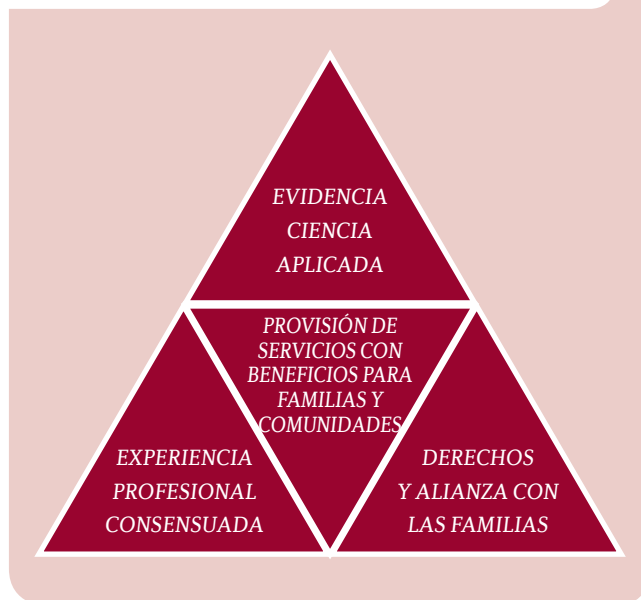 EVIDENCIA
CIENCIA
APLICADA
PROVISIÓN DE
SERVICIOS CON
BENEFICIOS PARA
FAMILIAS Y
COMUNIDADES
EXPERIENCIA
PROFESIONAL
CONSENSUADA
DERECHOS
Y ALIANZA CON
LAS FAMILIAS